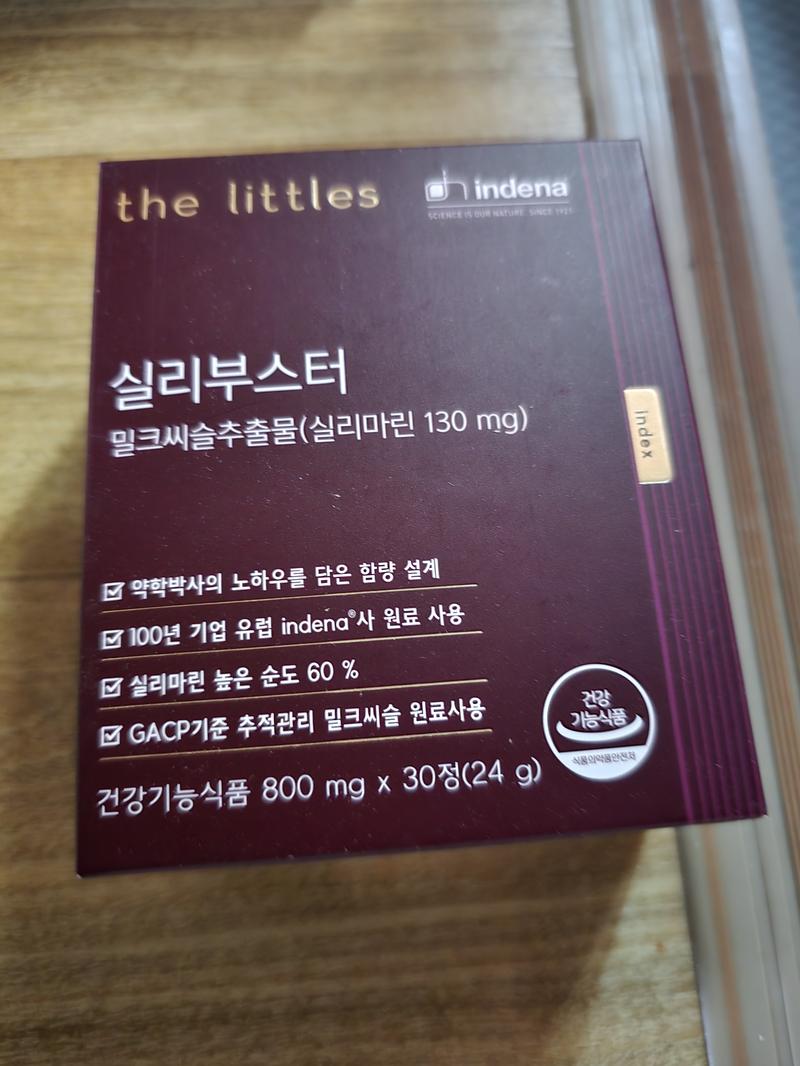 the littles
indena
SCIENCE IS OUR NATURE. SINCE 1921
실리부스터
밀크씨슬추출물(실리마린 130 mg)
index
약학박사의 노하우를 담은 함량 설계
100년 기업 유럽 indena®사 원료 사용
실리마린 높은 순도 60 %
GACP기준 추적관리 밀크씨슬 원료사용
건강
기능식품
식품의약품안전처
건강기능식품 800 mg x 30정(24 g)